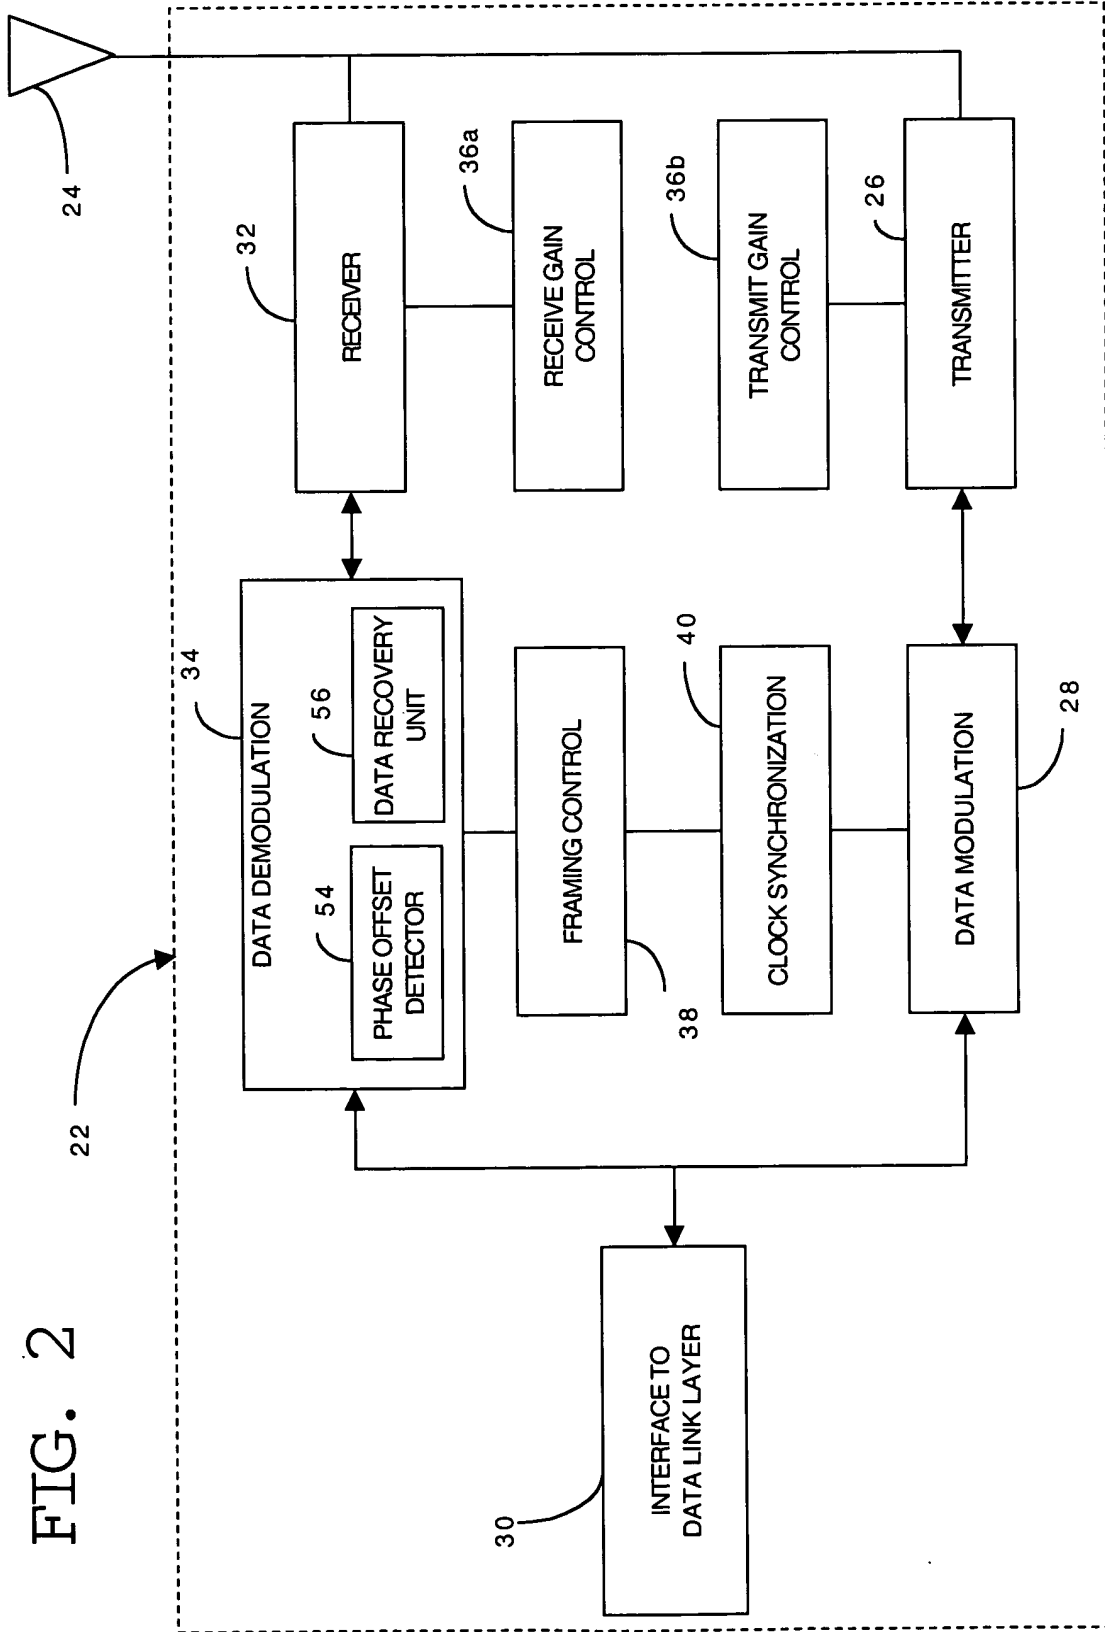 FIG. 2
22
24
34
DATA DEMODULATION
54
PHASE OFFSET
DETECTOR
56
DATA RECOVERY
UNIT
32
RECEIVER
36a
RECEIVE GAIN
CONTROL
FRAMING CONTROL
38
30
INTERFACE TO
DATA LINK LAYER
40
CLOCK SYNCHRONIZATION
36b
TRANSMIT GAIN
CONTROL
26
TRANSMITTER
DATA MODULATION
28